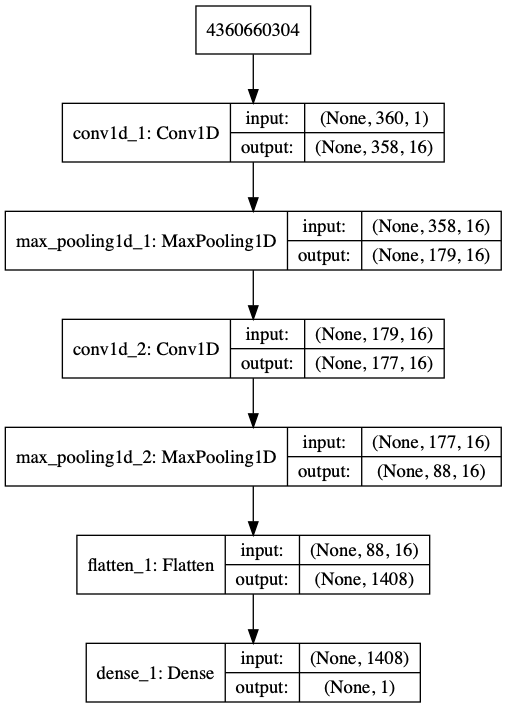 4360660304
conv1d_1: Conv1D
input:
(None, 360, 1)
output:
(None, 358, 16)
max_pooling1d_1: MaxPooling1D
input:
(None, 358, 16)
output:
(None, 179, 16)
conv1d_2: Conv1D
input:
(None, 179, 16)
output:
(None, 177, 16)
max_pooling1d_2: MaxPooling1D
input:
(None, 177, 16)
output:
(None, 88, 16)
flatten_1: Flatten
input:
(None, 88, 16)
output:
(None, 1408)
dense_1: Dense
input:
(None, 1408)
output:
(None, 1)